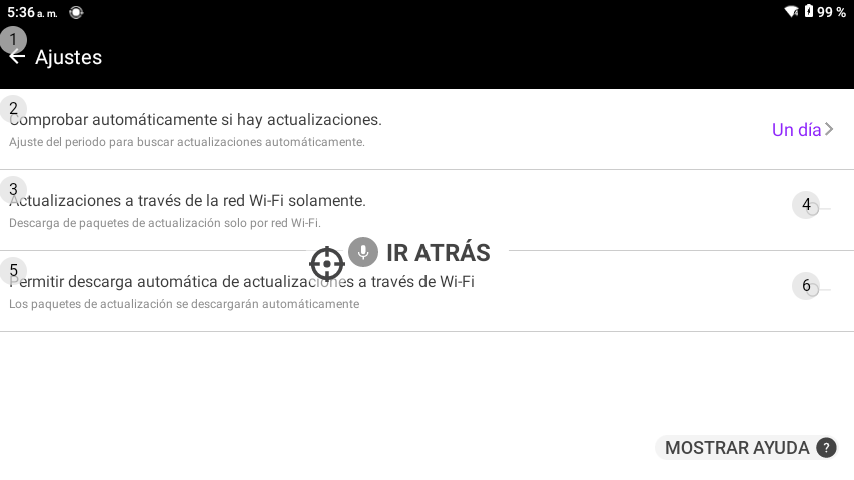 5:36 a. m.
99 %
1
Ajustes
2
Comprobar automáticamente si hay actualizaciones.
Ajuste del periodo para buscar actualizaciones automáticamente.
Un día
3
Actualizaciones a través de la red Wi-Fi solamente.
Descarga de paquetes de actualización solo por red Wi-Fi.
4
IR ATRÁS
5
Permitir descarga automática de actualizaciones a través de Wi-Fi
Los paquetes de actualización se descargarán automáticamente
6
MOSTRAR AYUDA ?